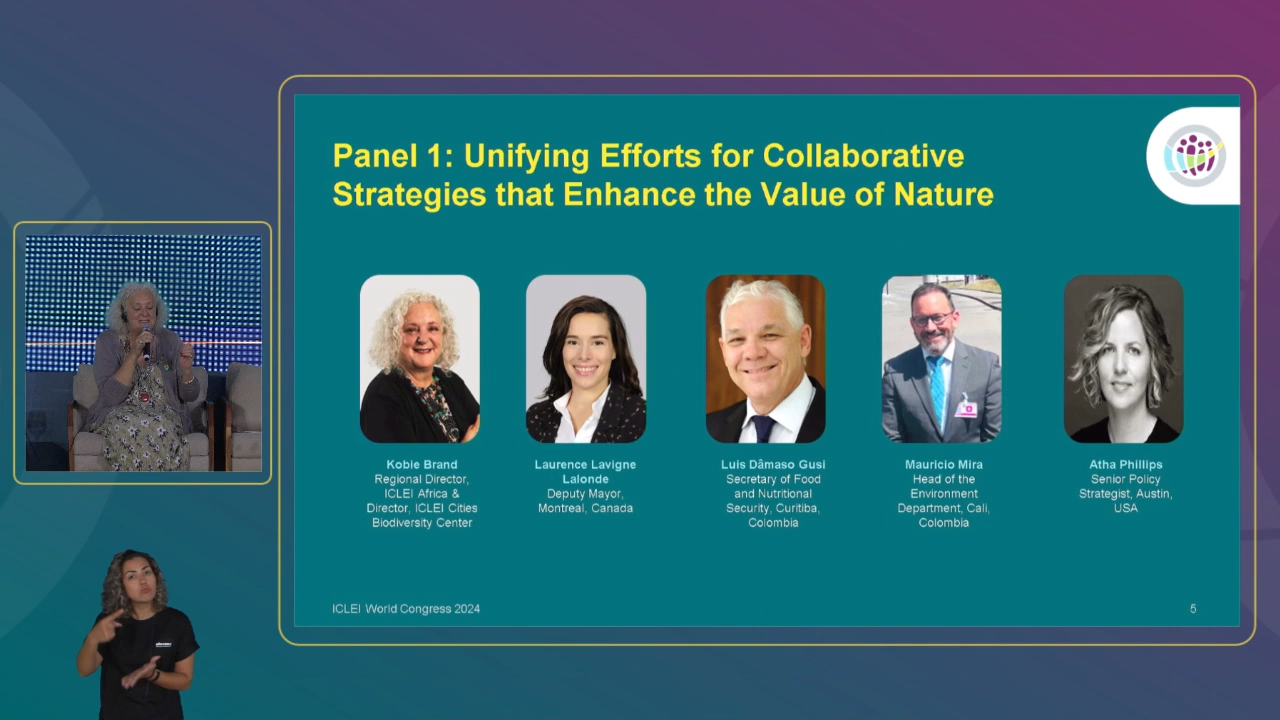 Panel 1: Unifying Efforts for Collaborative
Strategies that Enhance the Value of Nature
Kobie Brand
Regional Director,
ICLEI Africa &
Director, ICLEI Cities
Biodiversity Center
Laurence Lavigne
Lalonde
Deputy Mayor,
Montreal, Canada
Luis Dâmaso Gusi
Secretary of Food
and Nutritional
Security, Curitiba,
Colombia
Mauricio Mira
Head of the
Environment
Department, Cali,
Colombia
Atha Phillips
Senior Policy
Strategist, Austin,
USA
ICLEI World Congress 2024
5